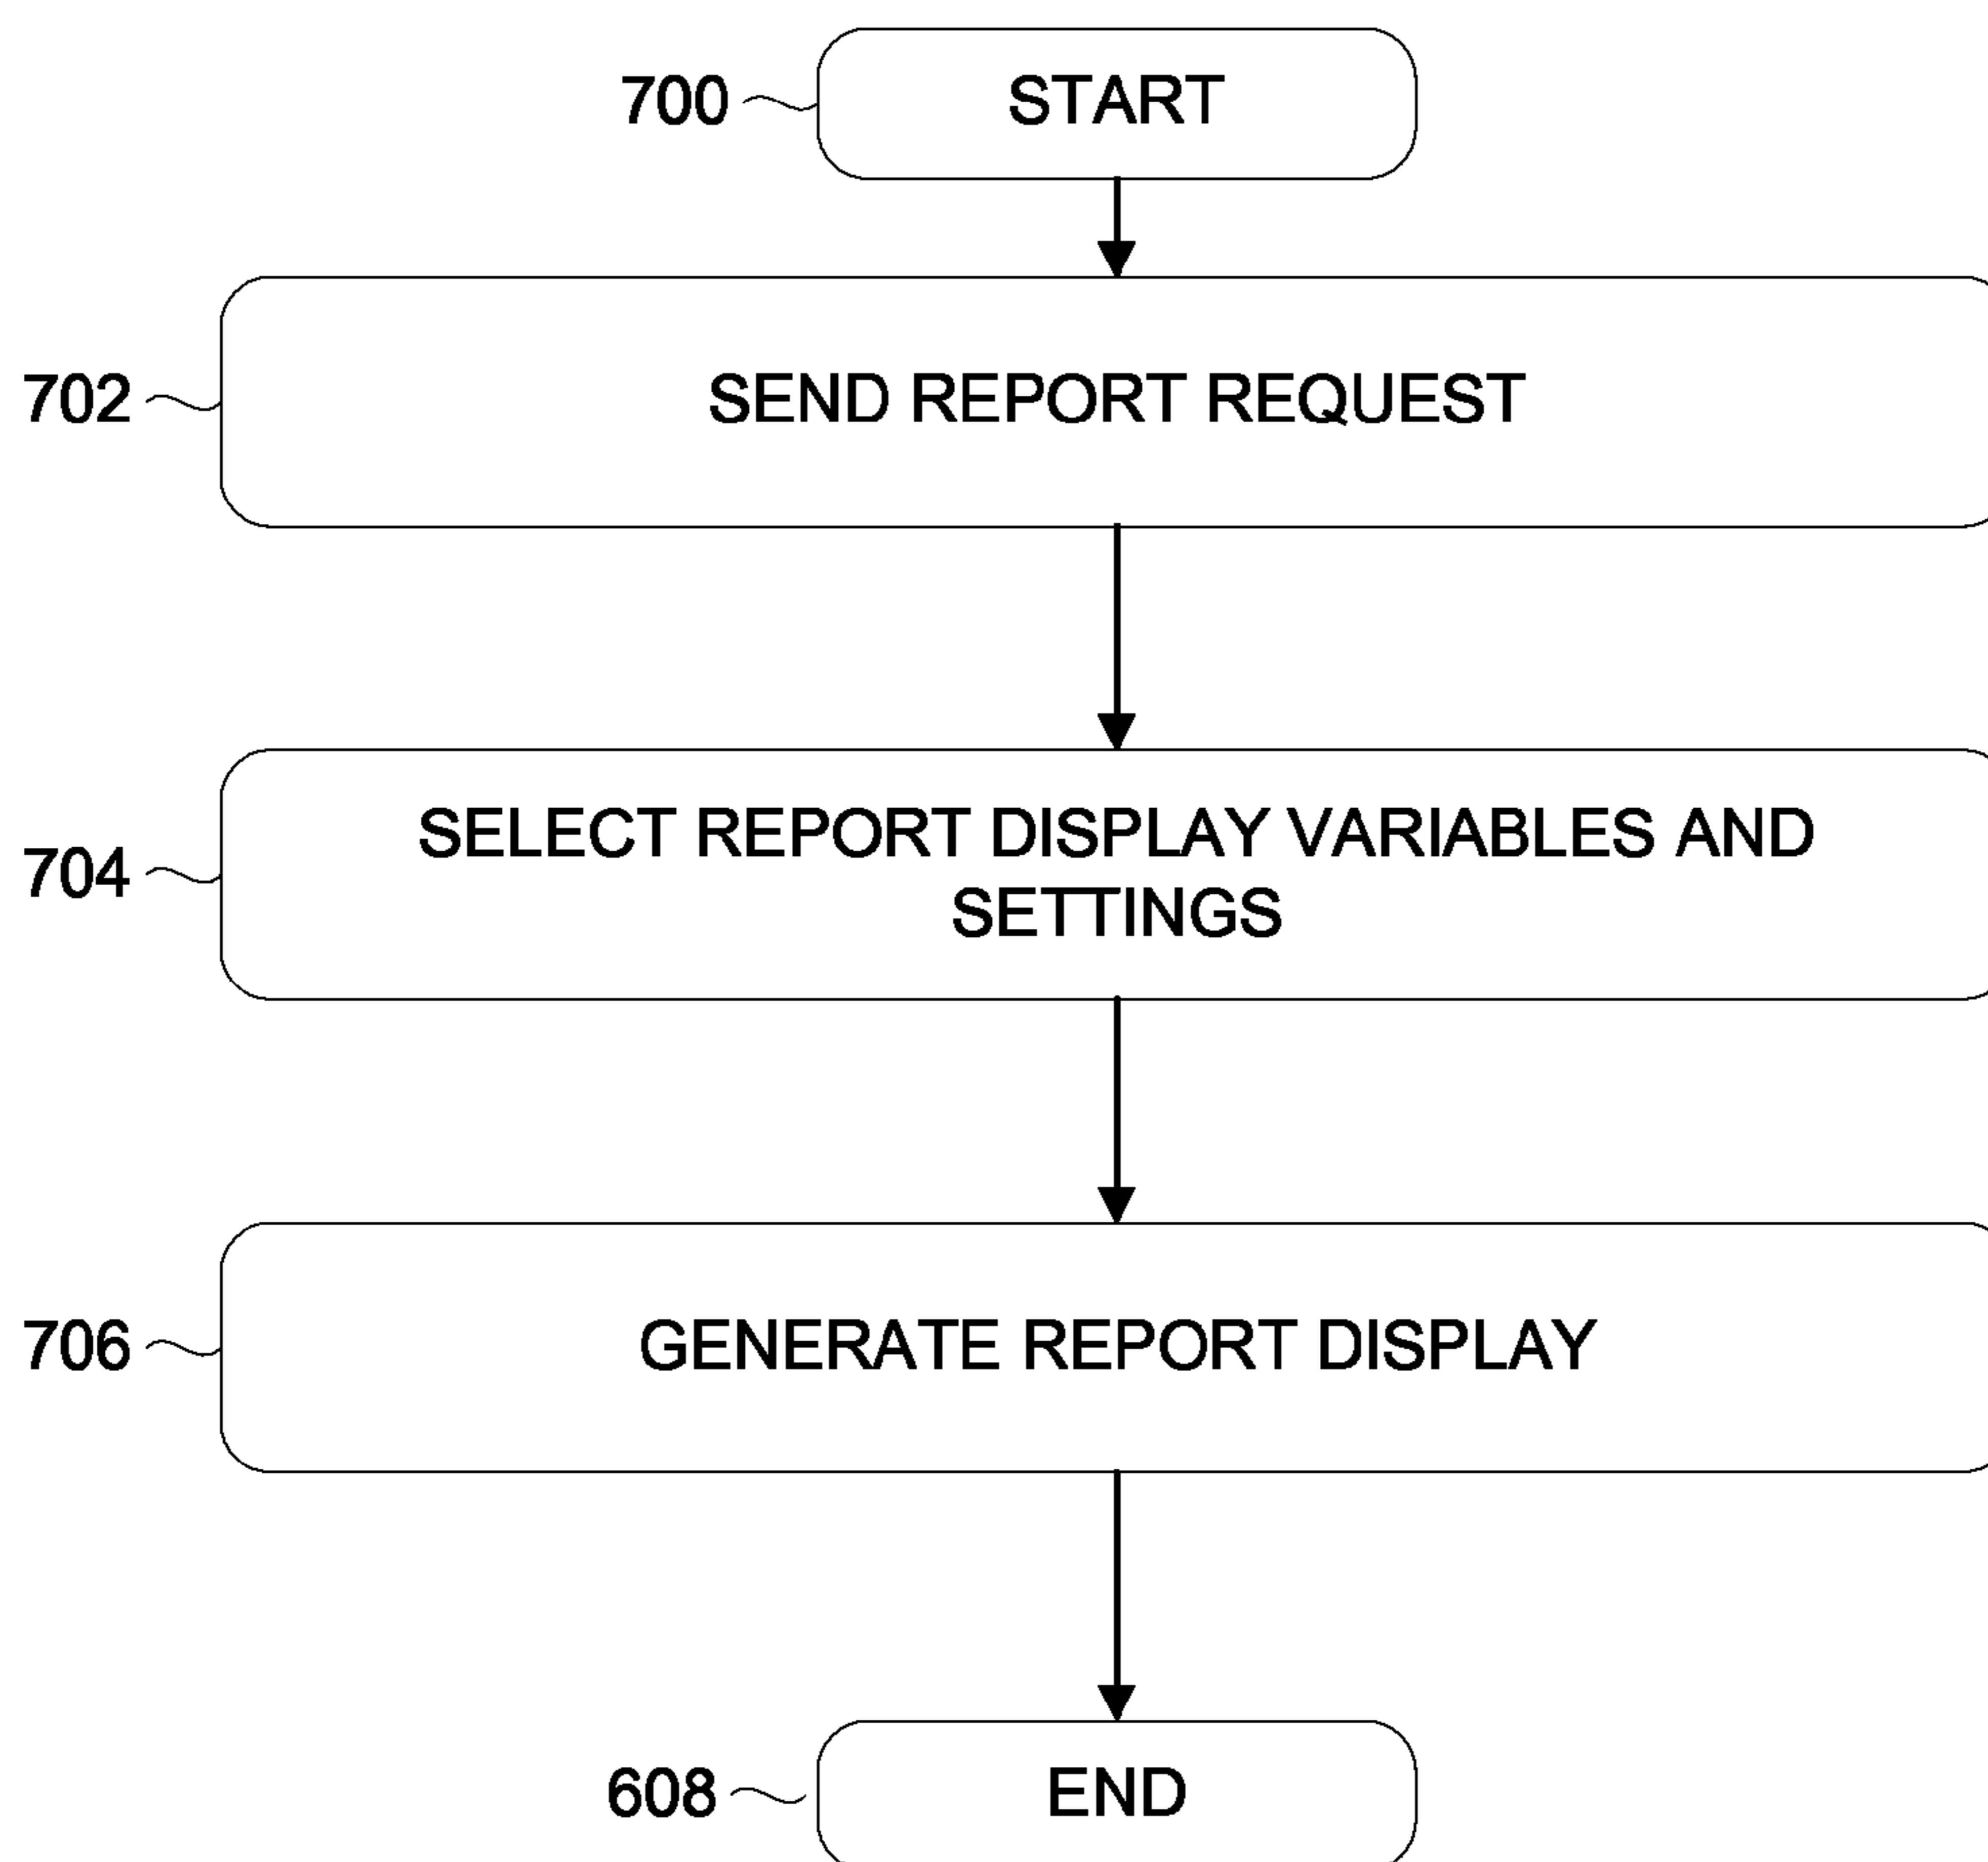 700 START
702 SEND REPORT REQUEST
704 SELECT REPORT DISPLAY VARIABLES AND
SETTINGS
706 GENERATE REPORT DISPLAY
608 END